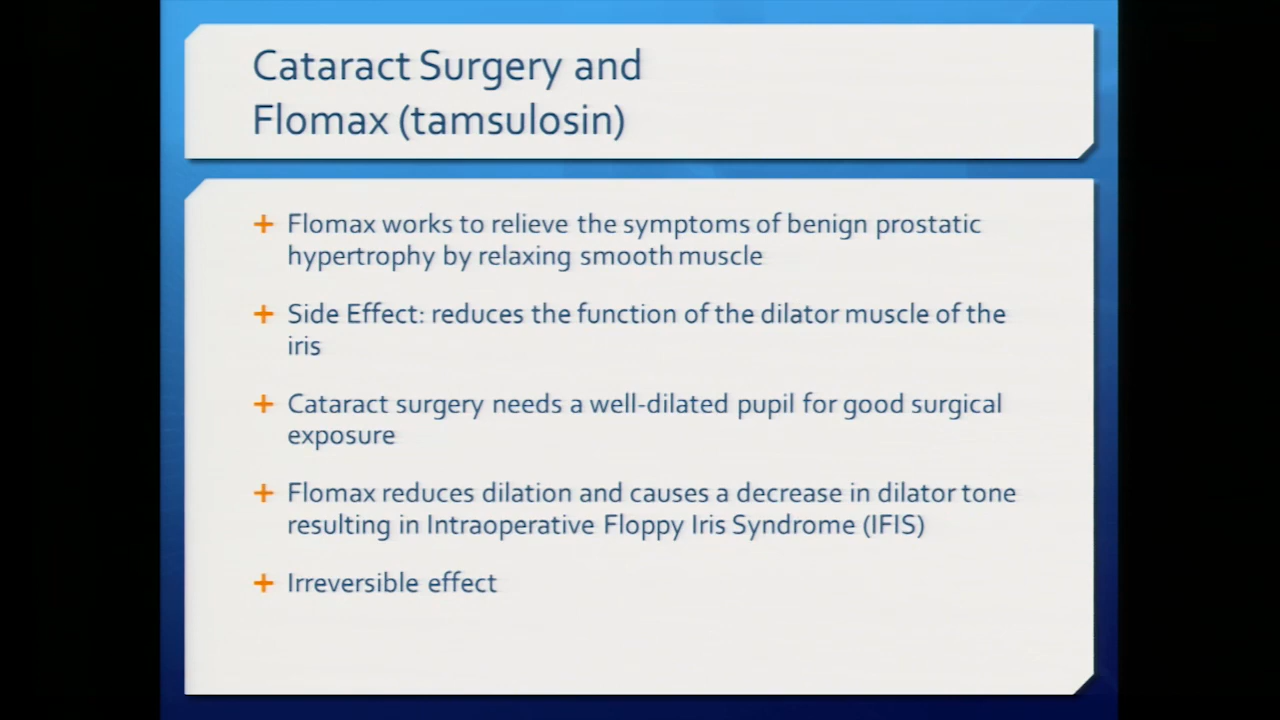 Cataract Surgery and
Flomax (tamsulosin)
+ Flomax works to relieve the symptoms of benign prostatic
hypertrophy by relaxing smooth muscle
+ Side Effect: reduces the function of the dilator muscle of the
iris
+ Cataract surgery needs a well-dilated pupil for good surgical
exposure
+ Flomax reduces dilation and causes a decrease in dilator tone
resulting in Intraoperative Floppy Iris Syndrome (IFIS)
+ Irreversible effect